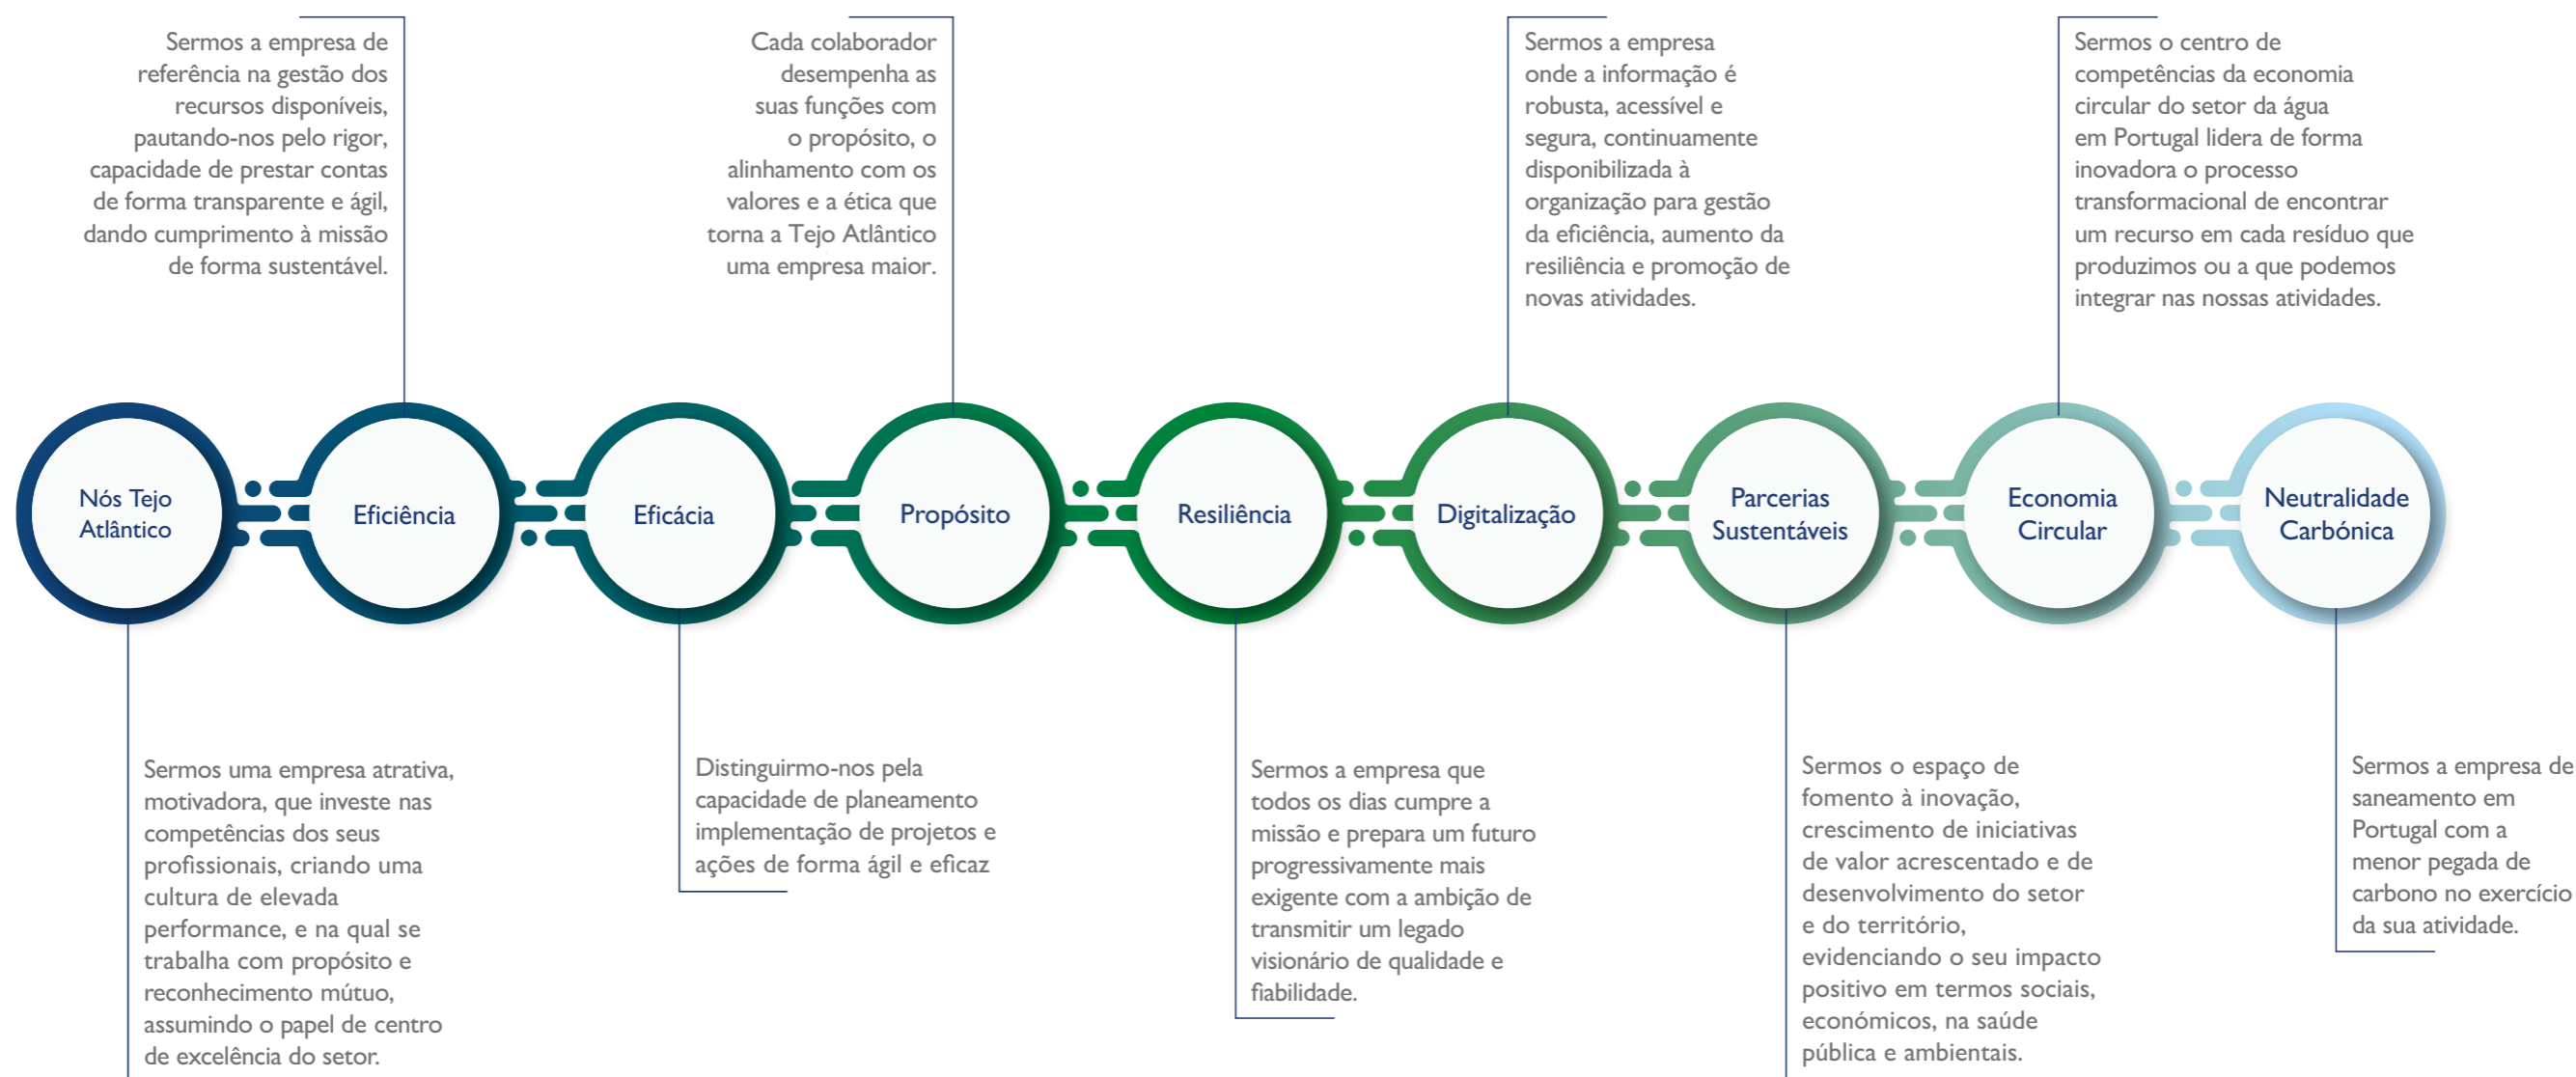 Sermos a empresa de
referência na gestão dos
recursos disponíveis,
pautando-nos pelo rigor,
capacidade de prestar contas
de forma transparente e ágil,
dando cumprimento à missão
de forma sustentável.
Cada colaborador
desempenha as
suas funções com
o propósito, o
alinhamento com os
valores e a ética que
torna a Tejo Atlântico
uma empresa maior.
Sermos a empresa
onde a informação é
robusta, acessível e
segura, continuamente
disponibilizada à
organização para gestão
da eficiência, aumento da
resiliência e promoção de
novas atividades.
Sermos o centro de
competências da economia
circular do setor da água
em Portugal lidera de forma
inovadora o processo
transformacional de encontrar
um recurso em cada resíduo que
produzimos ou a que podemos
integrar nas nossas atividades.
Nós Tejo
Atlântico
Eficiência
Eficácia
Propósito
Resiliência
Digitalização
Parcerias
Sustentáveis
Economia
Circular
Neutralidade
Carbónica
Sermos uma empresa atrativa,
motivadora, que investe nas
competências dos seus
profissionais, criando uma
cultura de elevada
performance, e na qual se
trabalha com propósito e
reconhecimento mútuo,
assumindo o papel de centro
de excelência do setor.
Distinguirmo-nos pela
capacidade de planeamento
implementação de projetos e
ações de forma ágil e eficaz
Sermos a empresa que
todos os dias cumpre a
missão e prepara um futuro
progressivamente mais
exigente com a ambição de
transmitir um legado
visionário de qualidade e
fiabilidade.
Sermos o espaço de
fomento à inovação,
crescimento de iniciativas
de valor acrescentado e de
desenvolvimento do setor
e do território,
evidenciando o seu impacto
positivo em termos sociais,
económicos, na saúde
pública e ambientais.
Sermos a empresa de
saneamento em
Portugal com a
menor pegada de
carbono no exercício
da sua atividade.